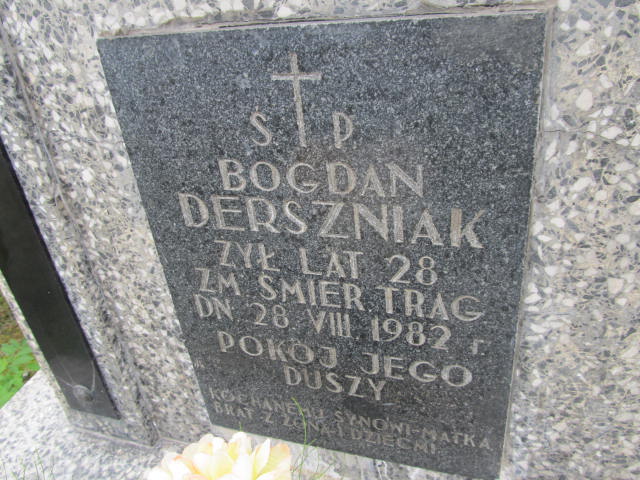 Ś P
BOGDAN
DERSZNIAK
ŻYŁ LAT 28
ZM ŚMIER TRAG
DN 28 VIII 1982 r
POKÓJ JEGO
DUSZY
KOCHANEMU SYNOWI-MATKA
BRAT Z ŻONĄ I DZIEĆMI